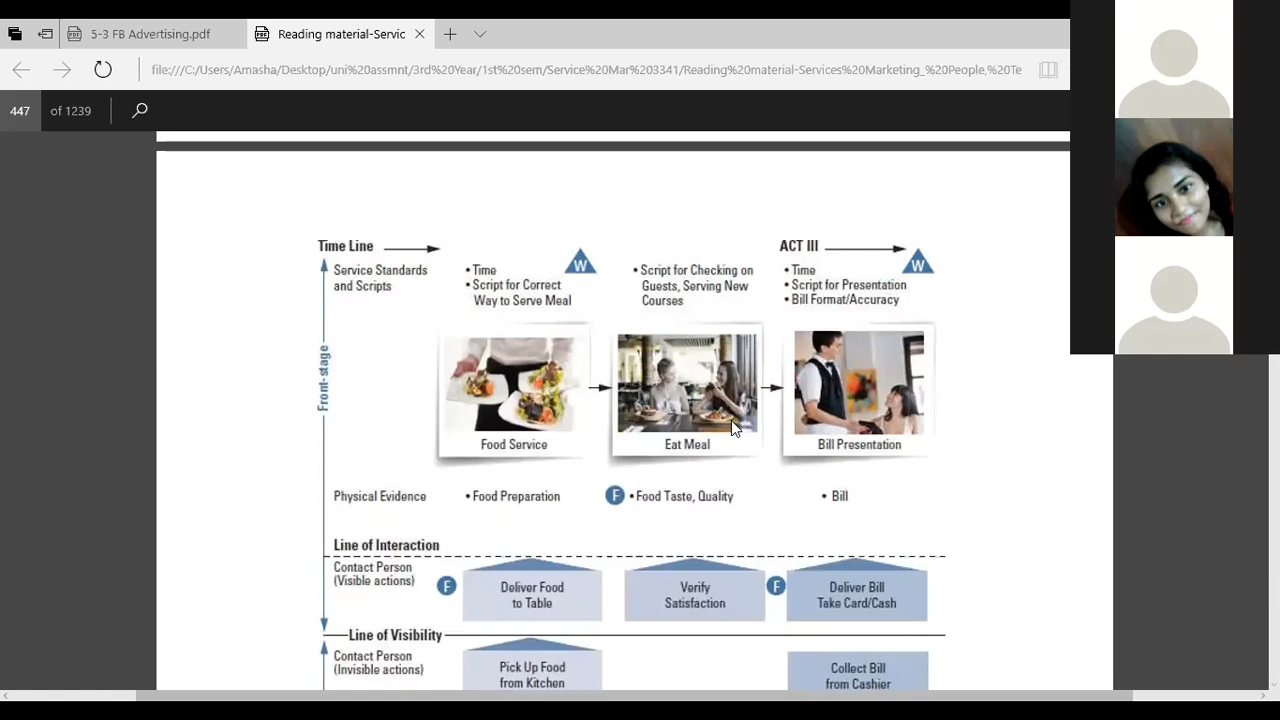 5-3 FB Advertising.pdf
Reading material-Servic
file:///C:/Users/Amasha/Desktop/uni%20assmnt/3rd%20Year/1st%20sem/Service%20Mar%203341/Reading%20material-Services%20Marketing_%20People,%20Te
447 of 1239
Time Line
ACT III
Service Standards
and Scripts
• Time
• Script for Correct
Way to Serve Meal
W
• Script for Checking on
Guests, Serving New
Courses
• Time
• Script for Presentation
• Bill Format/Accuracy
W
Front-stage
Food Service
Eat Meal
Bill Presentation
Physical Evidence
• Food Preparation
F • Food Taste, Quality
• Bill
Line of Interaction
Contact Person
(Visible actions)
F
Deliver Food
to Table
Verify
Satisfaction
F
Deliver Bill
Take Card/Cash
Line of Visibility
Contact Person
(Invisible actions)
Pick Up Food
from Kitchen
Collect Bill
from Cashier